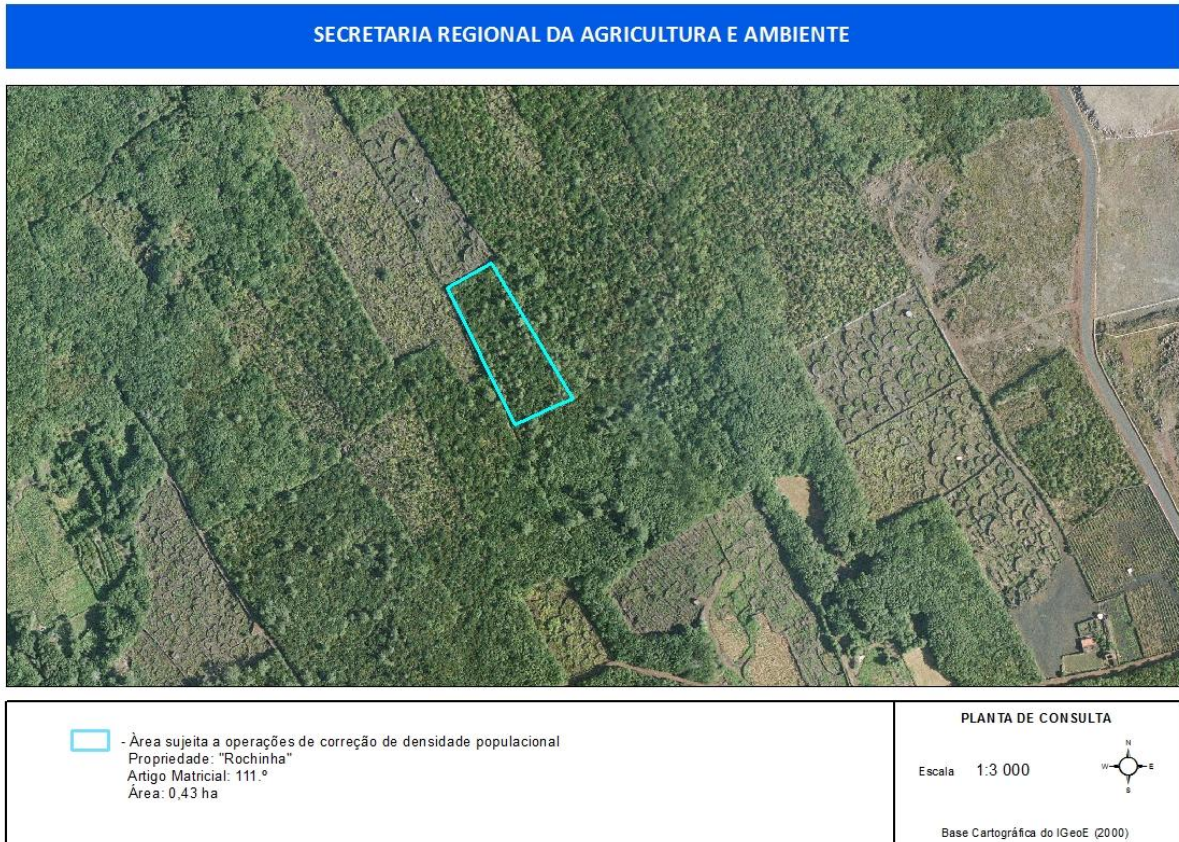 SECRETARIA REGIONAL DA AGRICULTURA E AMBIENTE
- Àrea sujeita a operações de correção de densidade populacional
Propriedade: "Rochinha"
Artigo Matricial: 111.º
Área: 0,43 ha
PLANTA DE CONSULTA
Escala 1:3 000
N
W E
S
Base Cartográfica do IGeoE (2000)